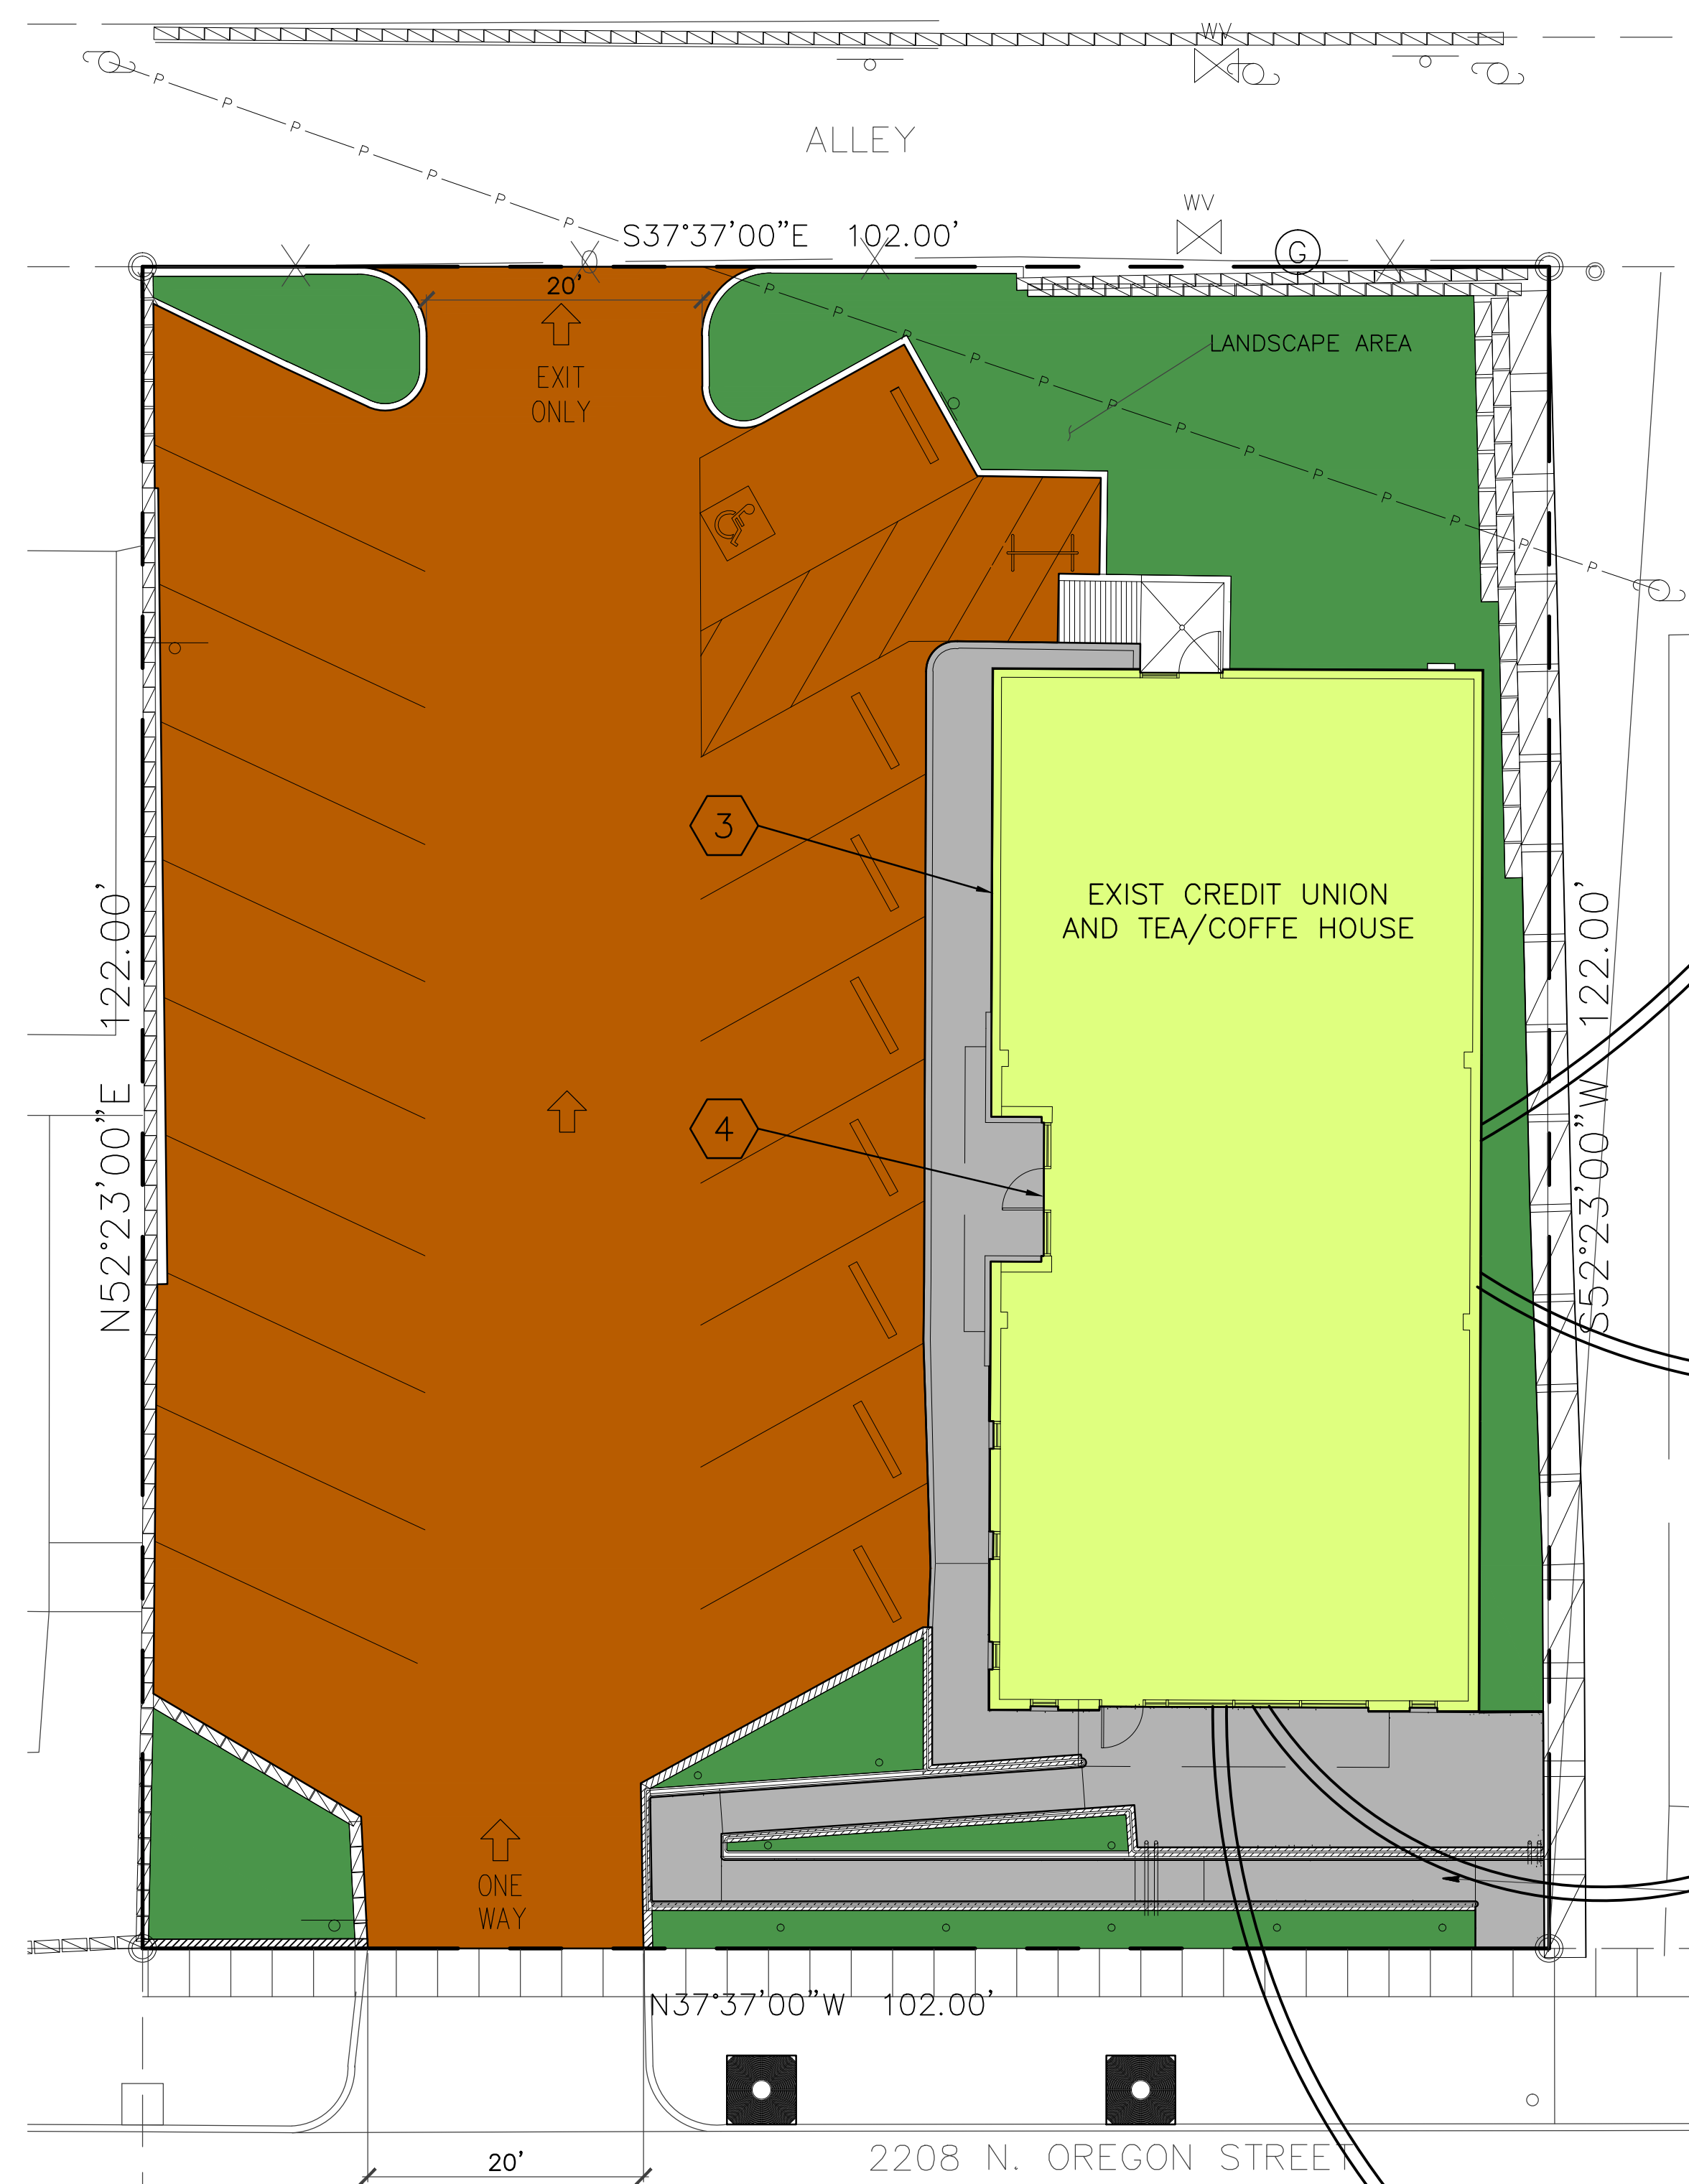 WV
P P P P P P P
ALLEY
WV
S37°37'00"E 102.00'
G
20'
EXIT
ONLY
LANDSCAPE AREA
P P P P P P P P P P P P P
3
EXIST CREDIT UNION
AND TEA/COFFE HOUSE
4
N52°23'00"E 122.00'
S52°23'00"W 122.00'
ONE
WAY
N37°37'00"W 102.00'
20'
2208 N. OREGON STREET